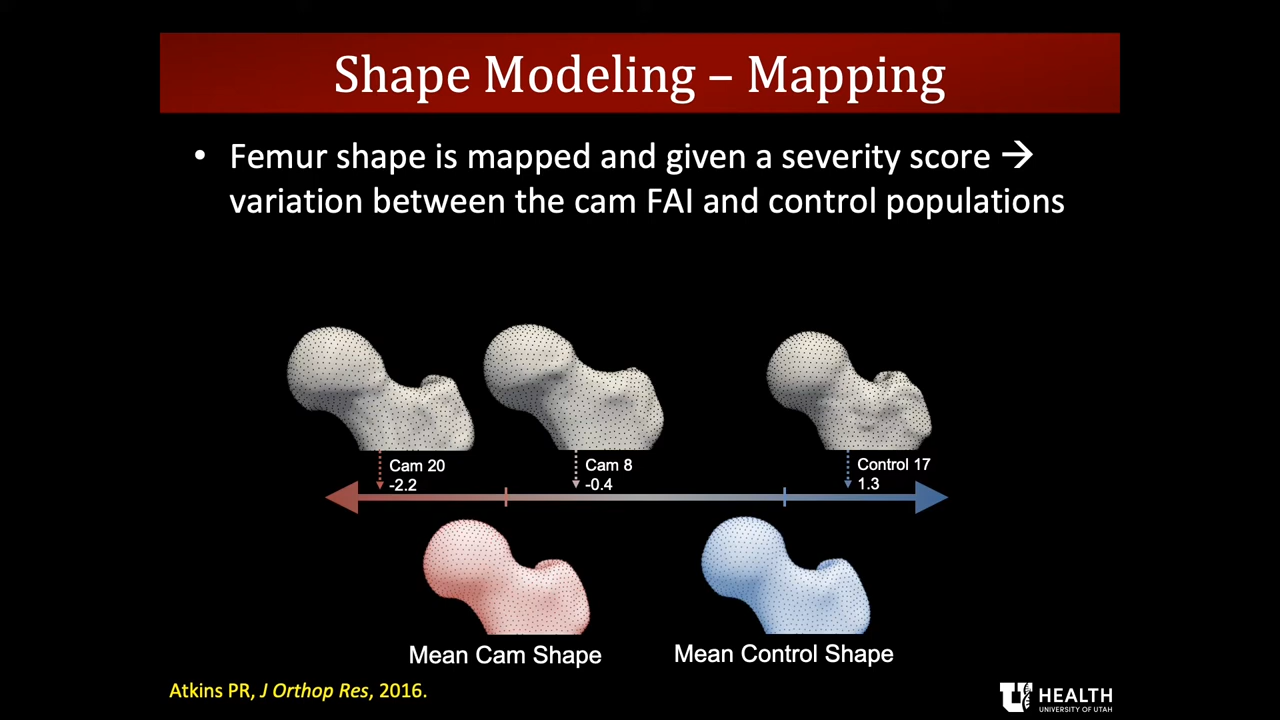 Shape Modeling – Mapping
• Femur shape is mapped and given a severity score →
variation between the cam FAI and control populations
Cam 20
-2.2
Cam 8
-0.4
Control 17
1.3
Mean Cam Shape
Mean Control Shape
Atkins PR, J Orthop Res, 2016.
U HEALTH
UNIVERSITY OF UTAH